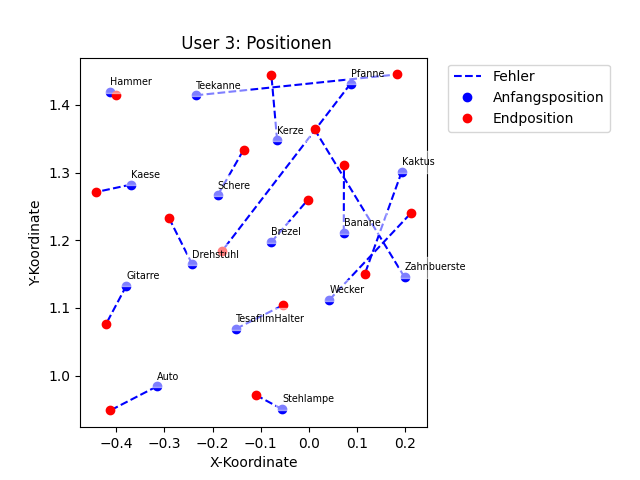 User 3: Positionen
Fehler
Anfangsposition
Endposition
Hammer
Teekanne
Pfanne
Kerze
Kaese
Schere
Kaktus
Drehstuhl
Brezel
Banane
Gitarre
Zahnbuerste
Wecker
TesafilmHalter
Auto
Stehlampe
Y-Koordinate
1.4
1.3
1.2
1.1
1.0
−0.4
−0.3
−0.2
−0.1
0.0
0.1
0.2
X-Koordinate